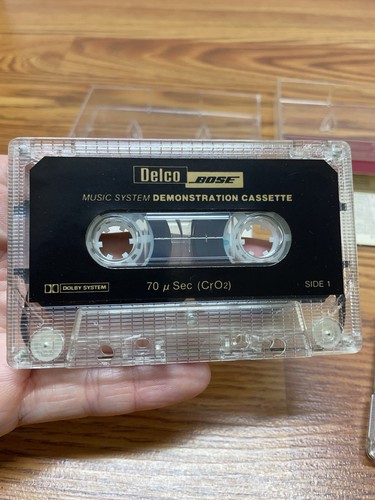 Delco BOSE
MUSIC SYSTEM DEMONSTRATION CASSETTE
DOLBY SYSTEM
70 μ Sec (CrO2)
SIDE 1